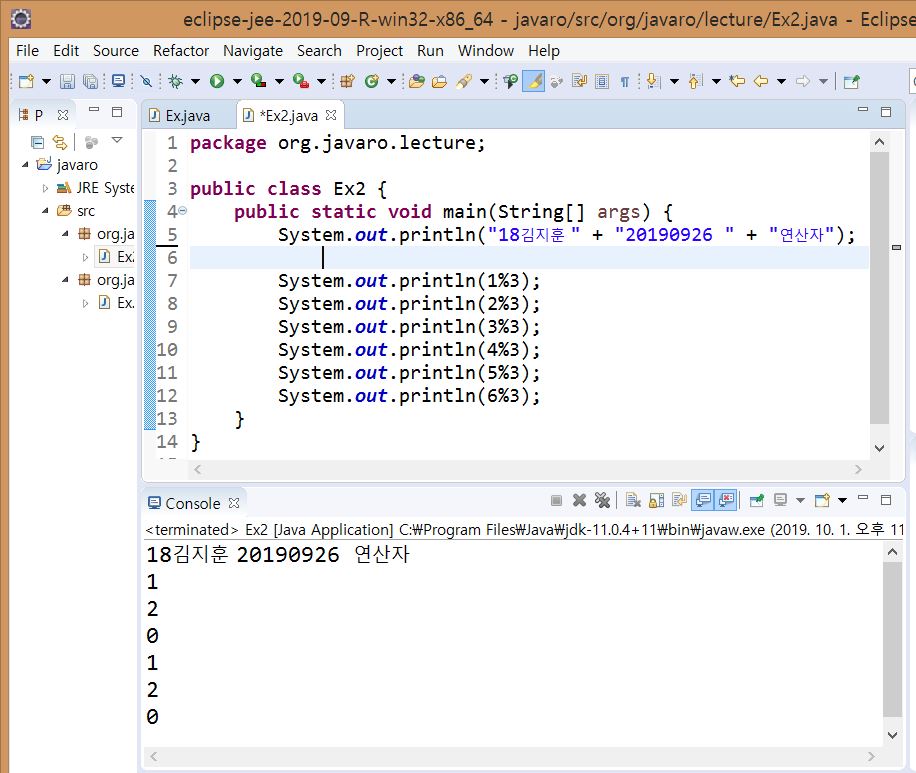 eclipse-jee-2019-09-R-win32-x86_64 - javaro/src/org/javaro/lecture/Ex2.java - Eclipse
File Edit Source Refactor Navigate Search Project Run Window Help
P
Ex.java *Ex2.java
javaro
JRE Syste
src
org.ja
Ex2
org.ja
Ex.
1 package org.javaro.lecture;
2
3 public class Ex2 {
4 public static void main(String[] args) {
5 System.out.println("18김지훈 " + "20190926 " + "연산자");
6
7 System.out.println(1%3);
8 System.out.println(2%3);
9 System.out.println(3%3);
10 System.out.println(4%3);
11 System.out.println(5%3);
12 System.out.println(6%3);
13 }
14 }
Console
<terminated> Ex2 [Java Application] C:₩Program Files₩Java₩jdk-11.0.4+11₩bin₩javaw.exe (2019. 10. 1. 오후 11
18김지훈 20190926 연산자
1
2
0
1
2
0